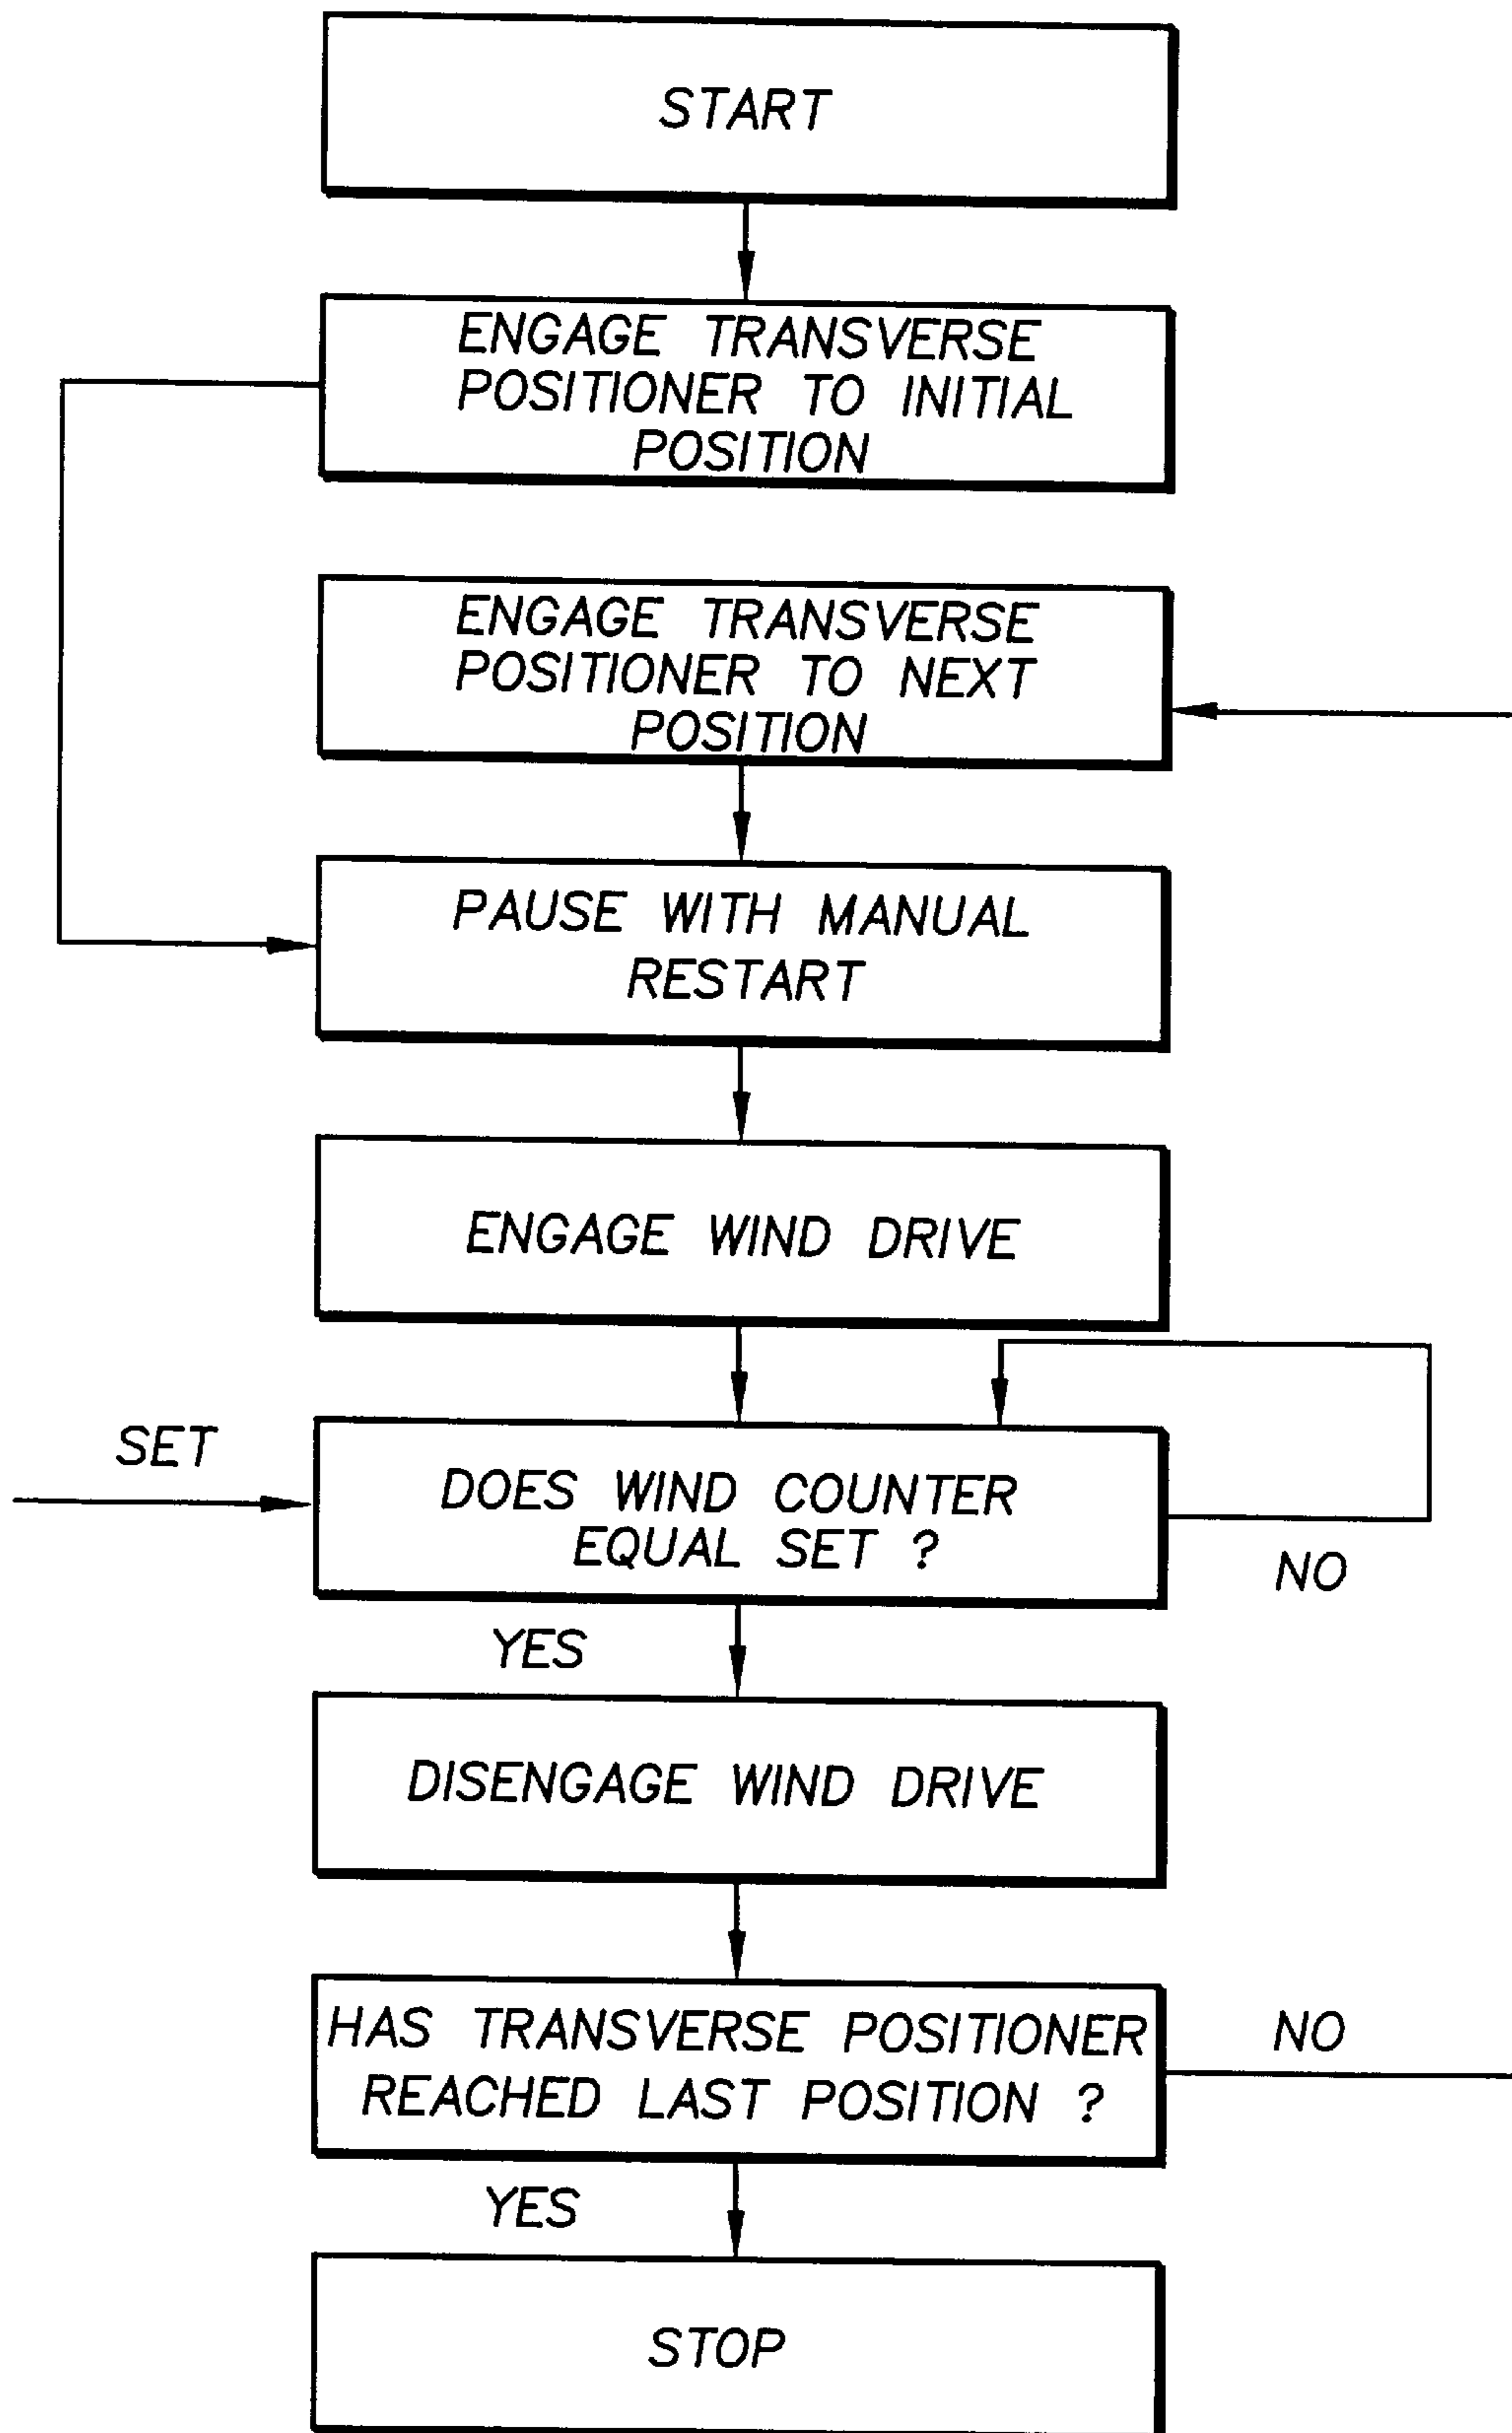 START
ENGAGE TRANSVERSE
POSITIONER TO INITIAL
POSITION
ENGAGE TRANSVERSE
POSITIONER TO NEXT
POSITION
PAUSE WITH MANUAL
RESTART
ENGAGE WIND DRIVE
SET
DOES WIND COUNTER
EQUAL SET ?
NO
YES
DISENGAGE WIND DRIVE
HAS TRANSVERSE POSITIONER
REACHED LAST POSITION ?
NO
YES
STOP